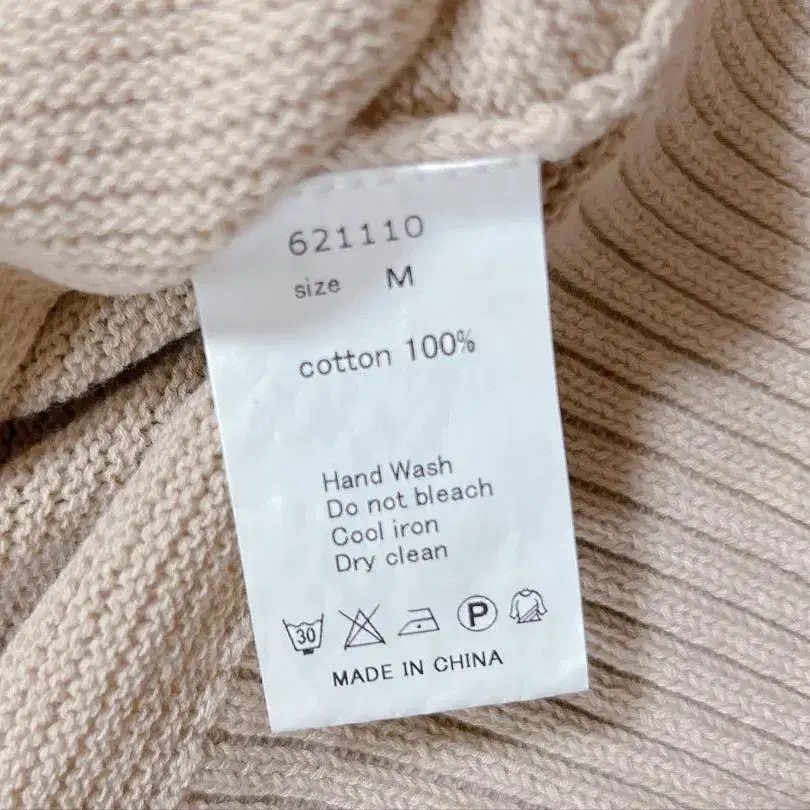 621110
size M
cotton 100%
Hand Wash
Do not bleach
Cool iron
Dry clean
30 P
MADE IN CHINA